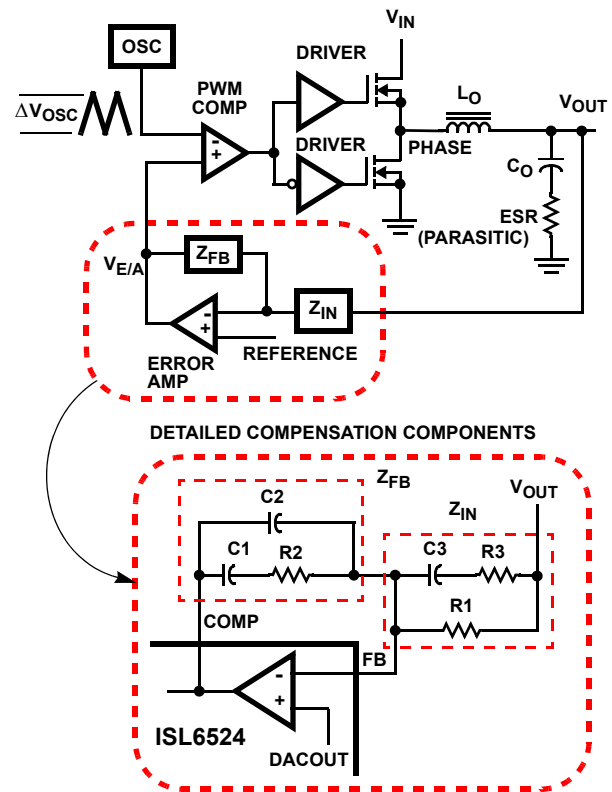 OSC
ΔVOSC
PWM
COMP
-
+
DRIVER
DRIVER
VIN
LO
VOUT
PHASE
CO
ESR
(PARASITIC)
VE/A
ZFB
ZIN
-
+
REFERENCE
ERROR
AMP
DETAILED COMPENSATION COMPONENTS
ZFB
C2
C1
R2
ZIN
VOUT
C3
R3
R1
COMP
FB
-
+
ISL6524
DACOUT